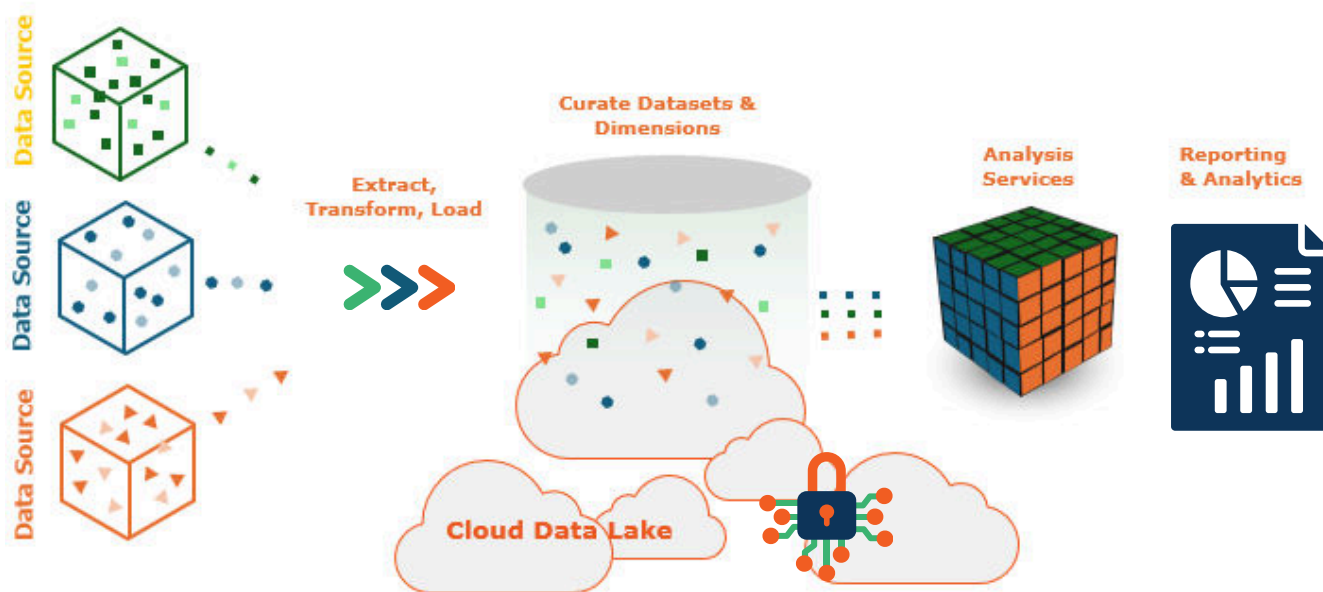 Data Source
Data Source
Data Source
Extract,
Transform, Load
Curate Datasets &
Dimensions
Cloud Data Lake
Analysis
Services
Reporting
& Analytics